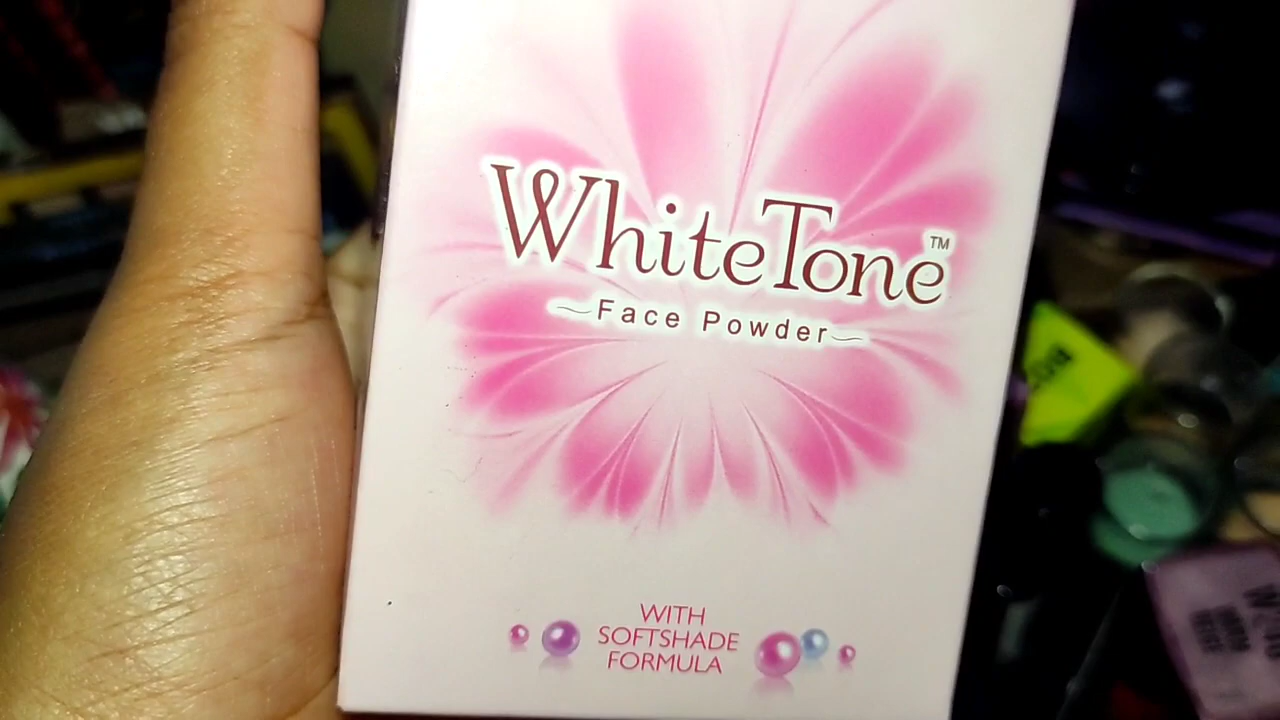 WhiteTone™
~Face Powder~
WITH
SOFTSHADE
FORMULA